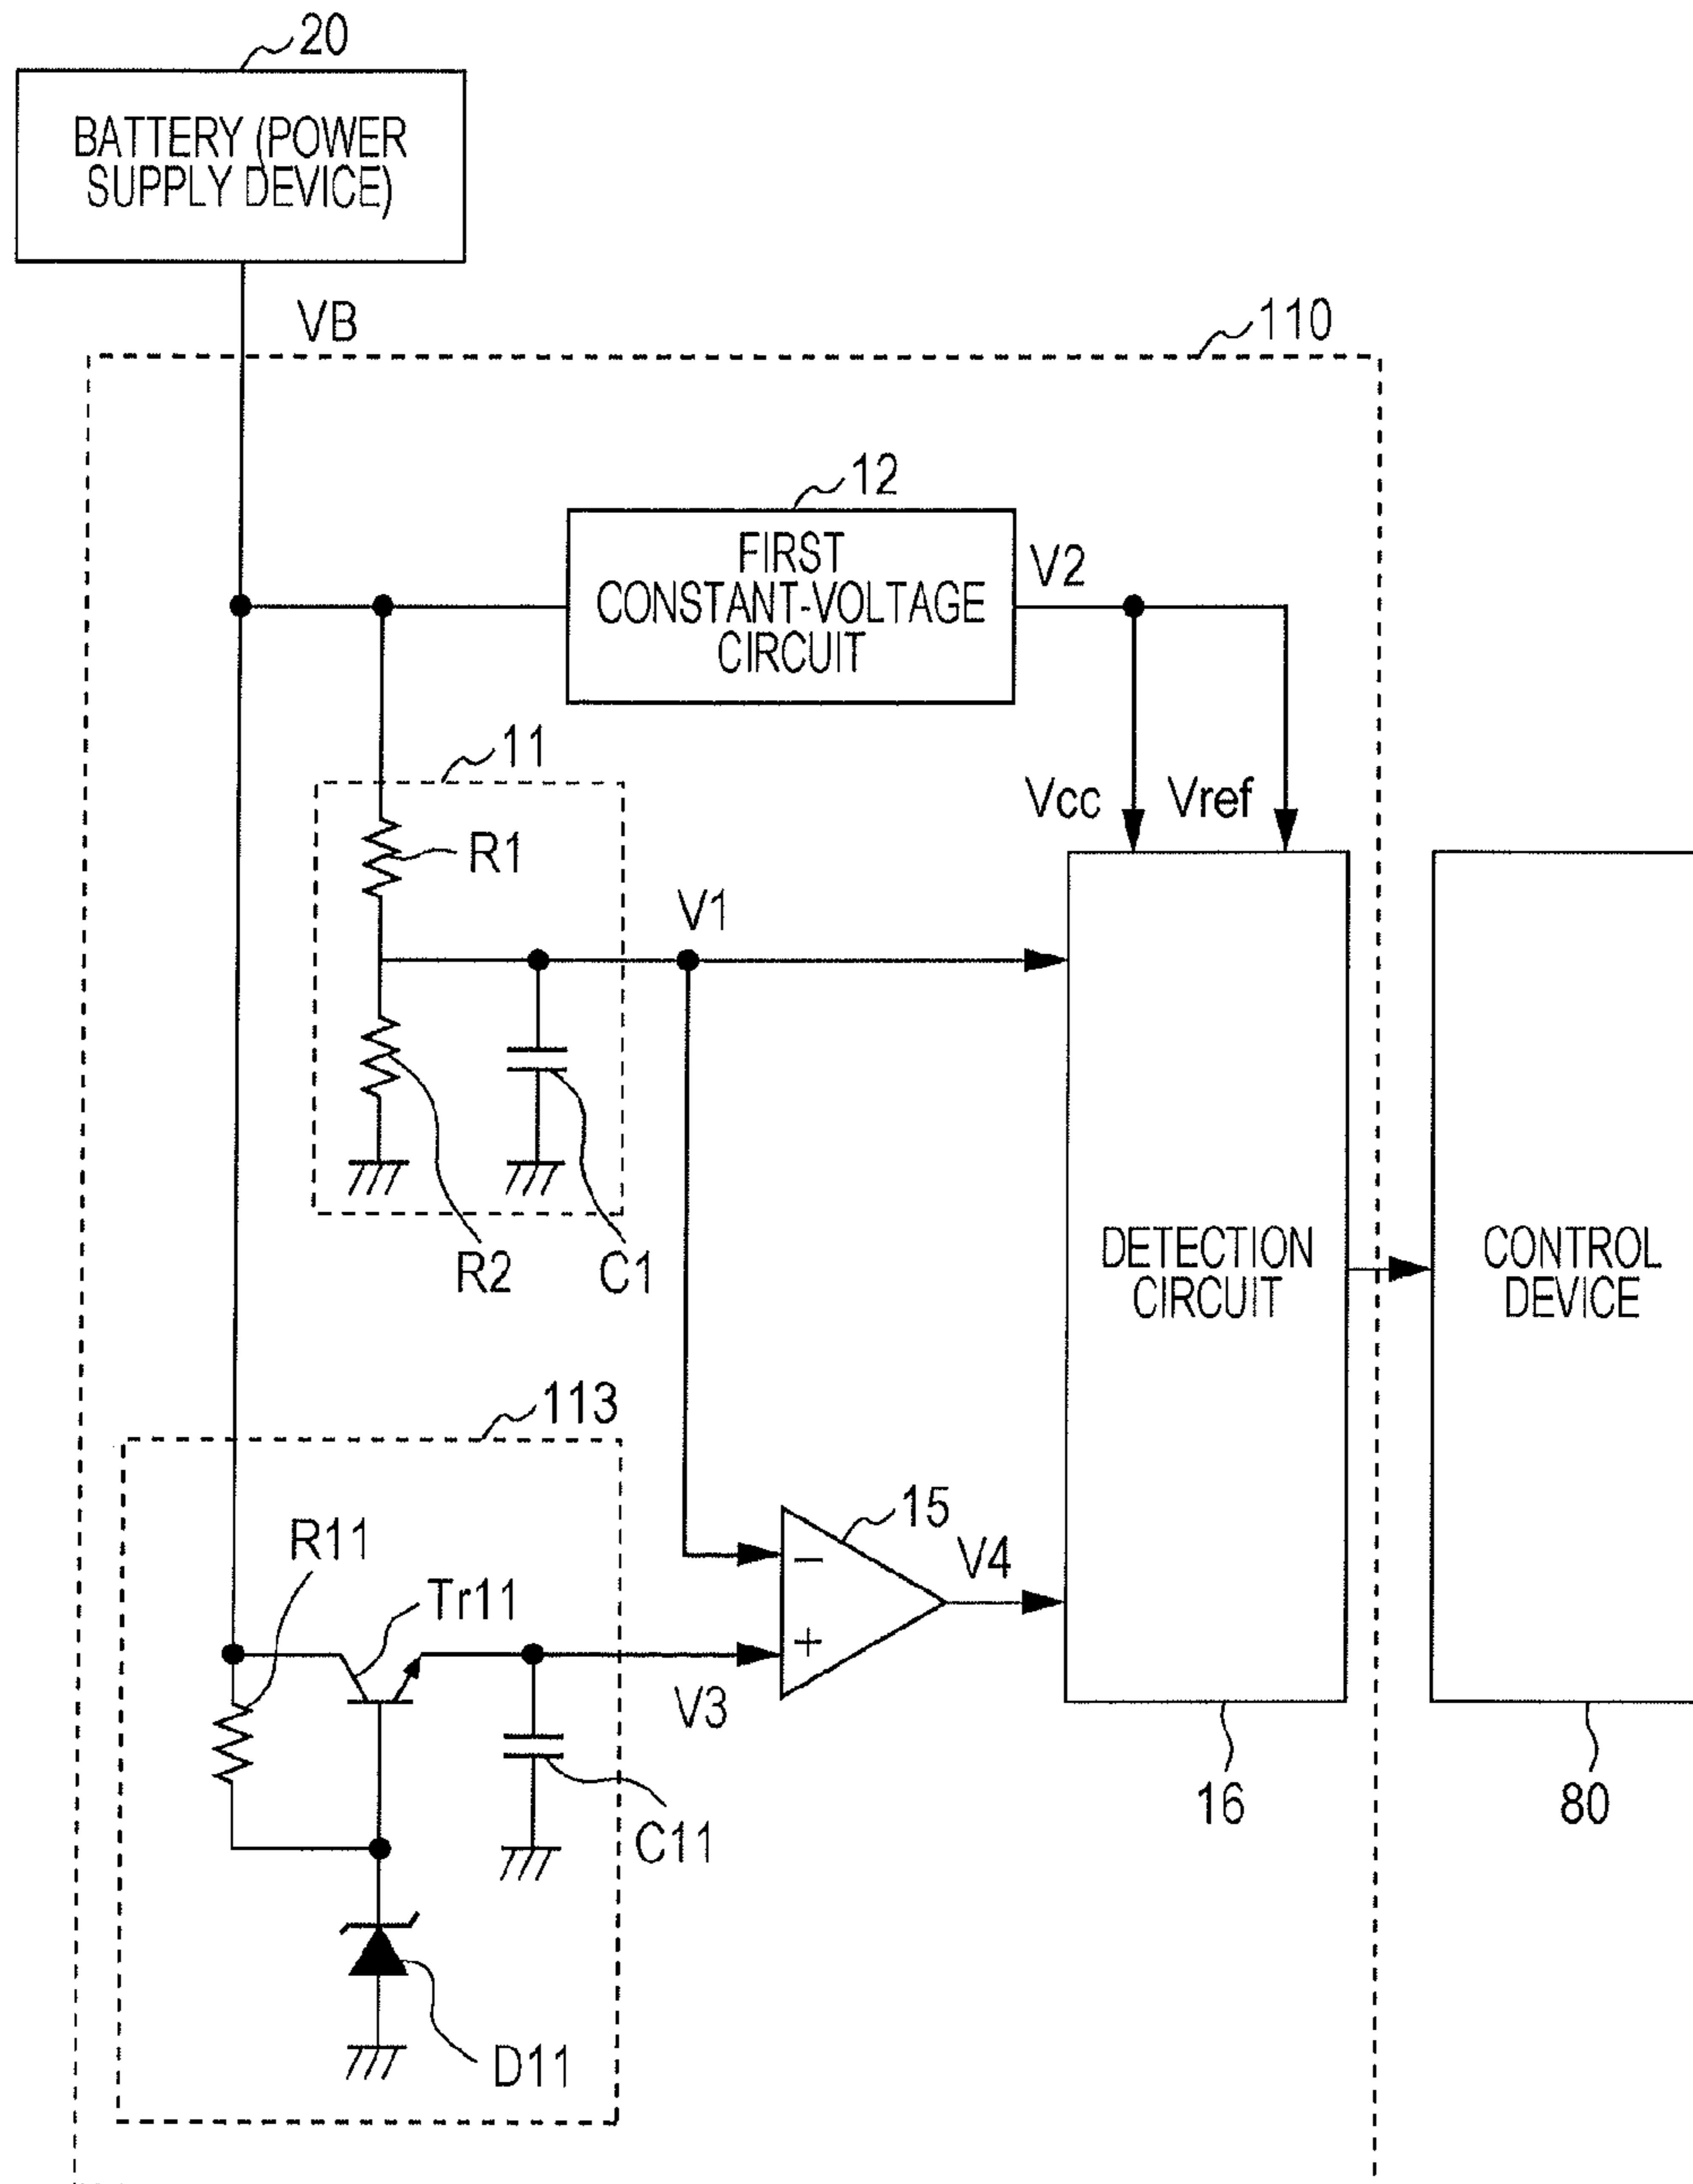 20
BATTERY (POWER
SUPPLY DEVICE)
VB
110
12
FIRST
CONSTANT-VOLTAGE
CIRCUIT
V2
11
Vcc
Vref
R1
V1
R2
C1
DETECTION
CIRCUIT
CONTROL
DEVICE
113
R11
Tr11
15
V4
−
+
V3
16
80
C11
D11